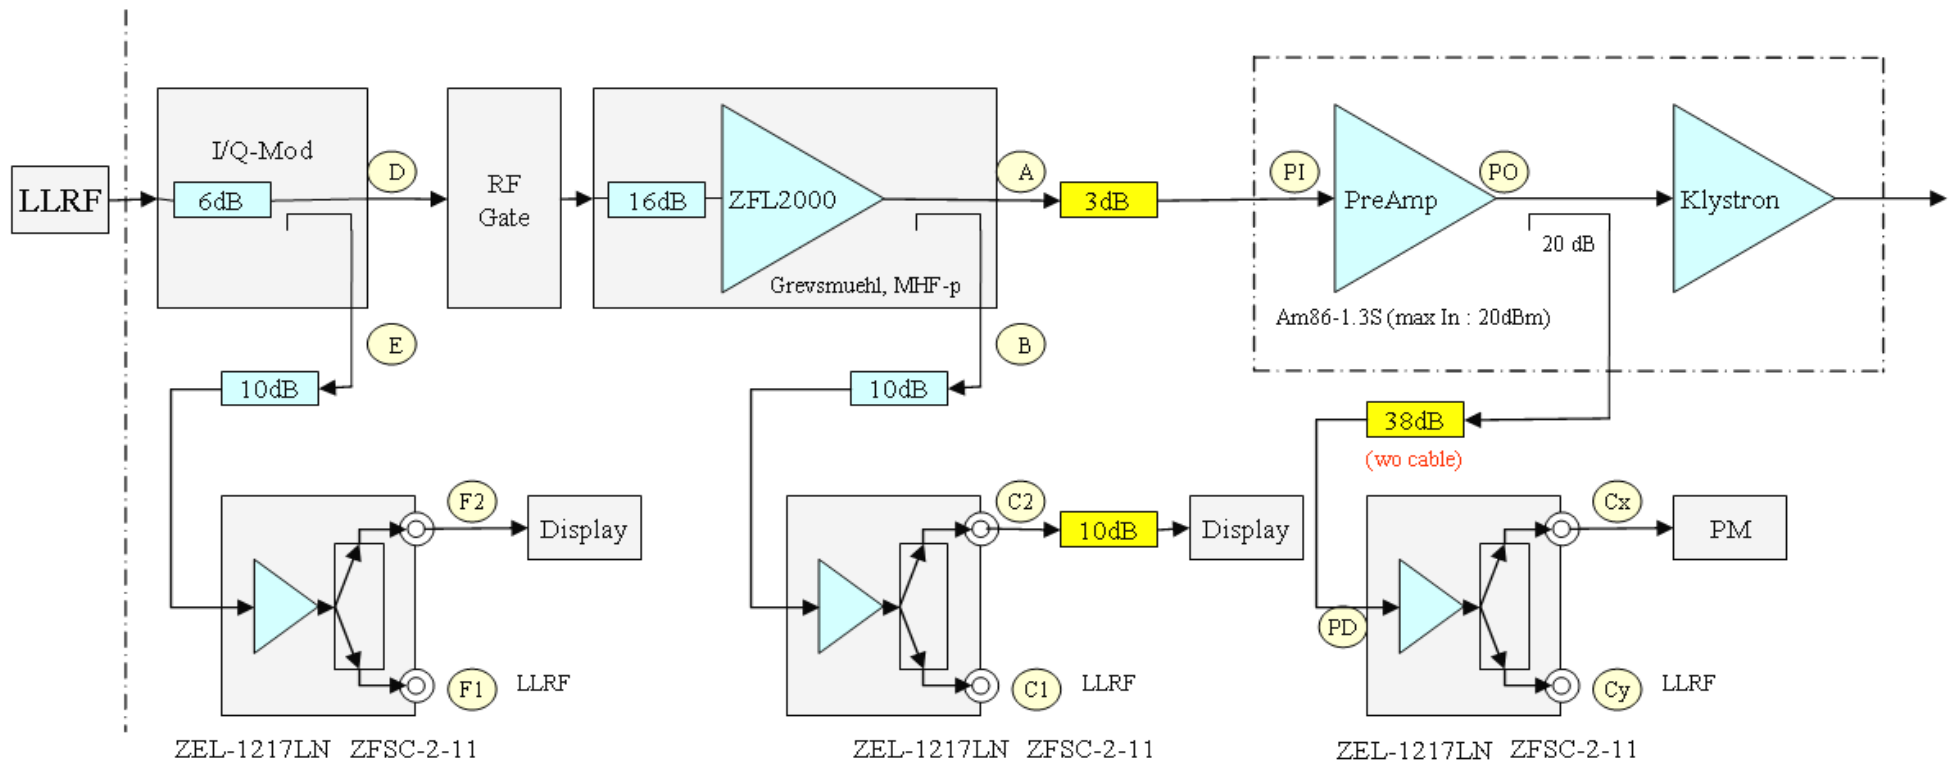 I/Q-Mod
LLRF
6dB
D
RF
Gate
16dB
ZFL2000
A
3dB
PI
PreAmp
PO
Klystron
20 dB
Grevsmuehl, MHF-p
Am86-1.3S (max In : 20dBm)
E
B
10dB
10dB
38dB
(wo cable)
F2
Display
C2
10dB
Display
Cx
PM
PD
F1
LLRF
C1
LLRF
Cy
LLRF
ZEL-1217LN ZFSC-2-11
ZEL-1217LN ZFSC-2-11
ZEL-1217LN ZFSC-2-11